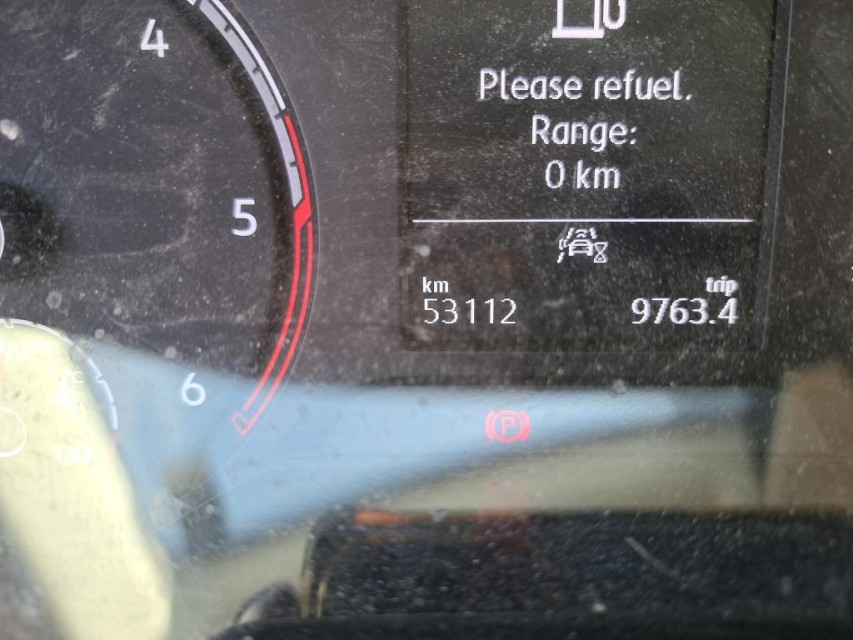 4
Please refuel.
Range:
0 km
5
km
trip
53112
9763.4
6
P